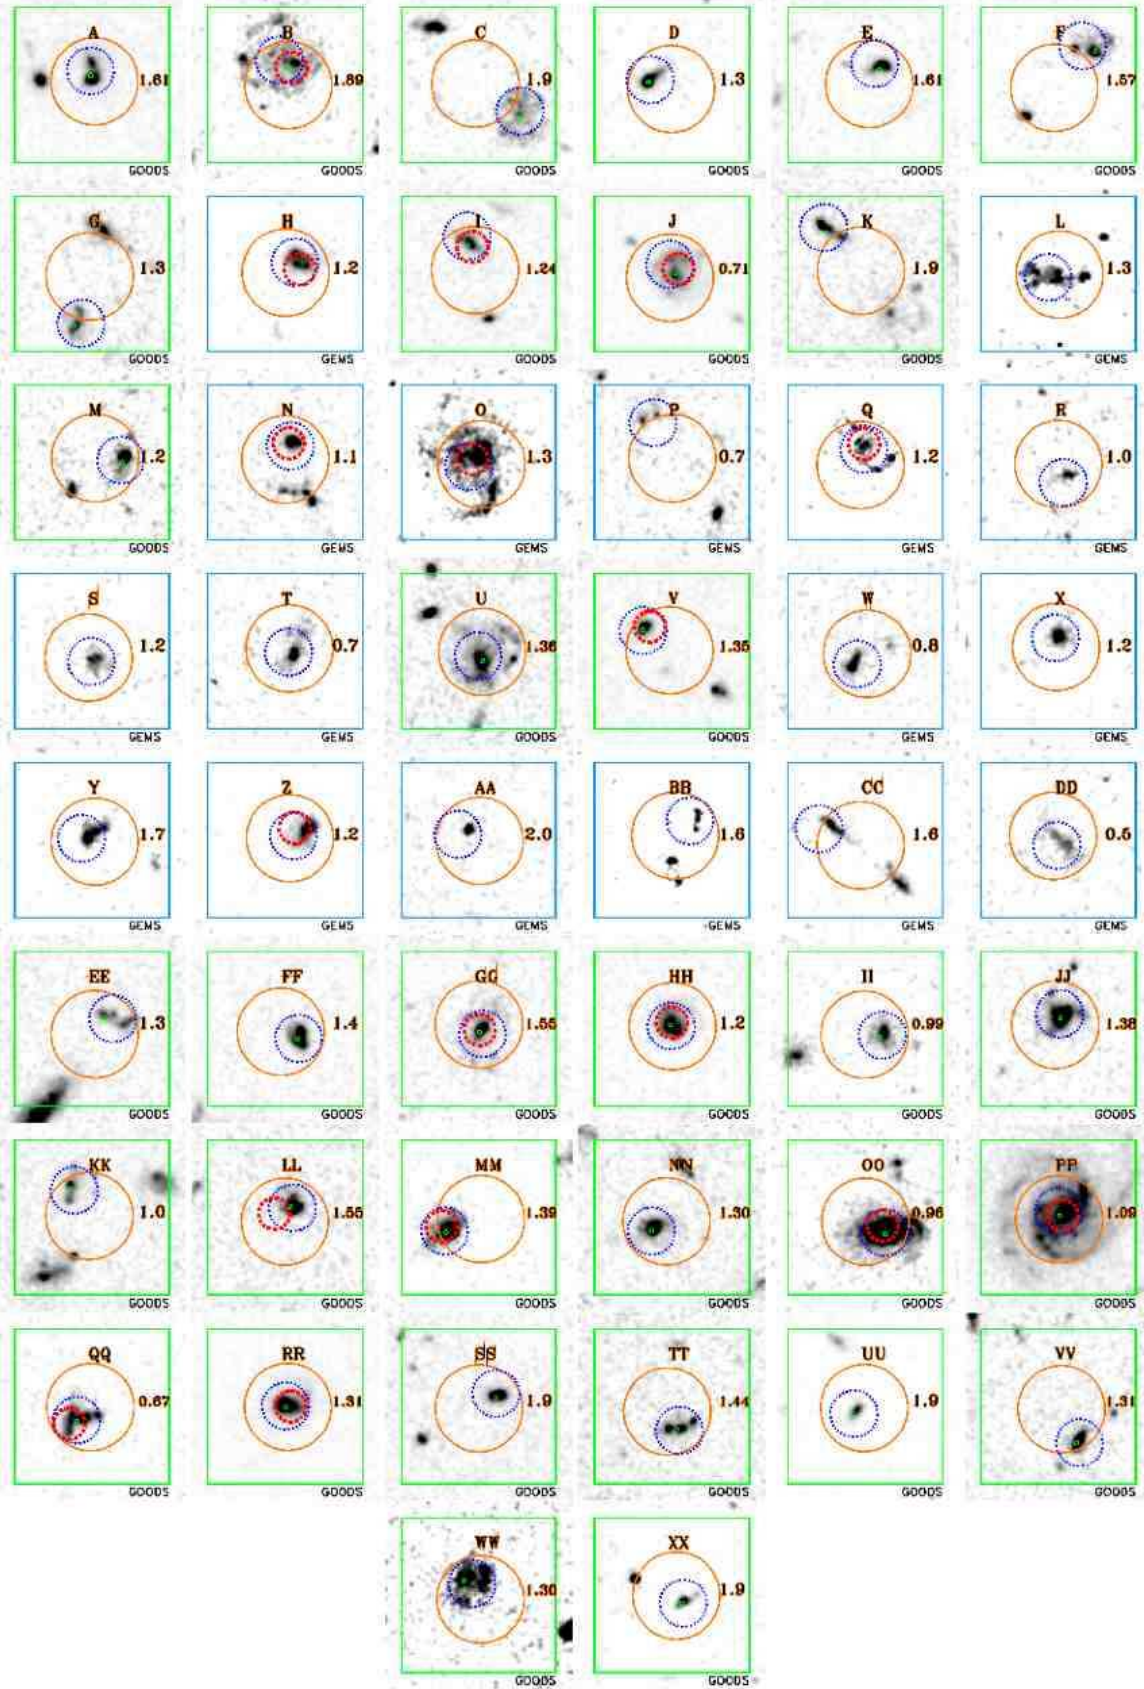 A B C D E F
1.61 1.89 1.9 1.3 1.61 1.57
GOODS GOODS GOODS GOODS GOODS GOODS
G H I J K L
1.3 1.2 1.24 0.71 1.9 1.3
GOODS GEMS GOODS GOODS GOODS GEMS
M N O P Q R
1.2 1.1 1.3 0.7 1.2 1.0
GOODS GEMS GEMS GEMS GEMS GEMS
S T U V W X
1.2 0.7 1.36 1.35 0.8 1.2
GEMS GEMS GOODS GOODS GEMS GEMS
Y Z AA BB CC DD
1.7 1.2 2.0 1.6 1.6 0.5
GEMS GEMS GEMS GEMS GEMS GEMS
EE FF GG HH II JJ
1.3 1.4 1.55 1.2 0.99 1.38
GOODS GOODS GOODS GOODS GOODS GOODS
KK LL MM NN OO PP
1.0 1.55 1.39 1.30 0.96 1.09
GOODS GOODS GOODS GOODS GOODS GOODS
QQ RR SS TT UU VV
0.67 1.31 1.9 1.44 1.9 1.31
GOODS GOODS GOODS GOODS GOODS GOODS
WW XX
1.30 1.9
GOODS GOODS